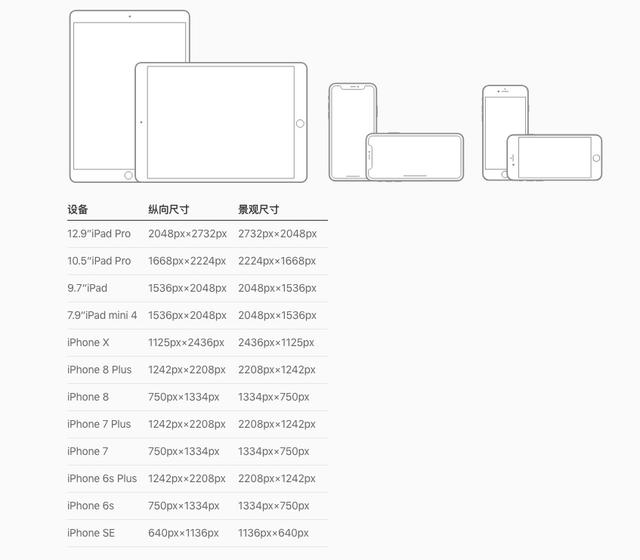 设备 纵向尺寸 景观尺寸
12.9”iPad Pro 2048px×2732px 2732px×2048px
10.5”iPad Pro 1668px×2224px 2224px×1668px
9.7”iPad 1536px×2048px 2048px×1536px
7.9”iPad mini 4 1536px×2048px 2048px×1536px
iPhone X 1125px×2436px 2436px×1125px
iPhone 8 Plus 1242px×2208px 2208px×1242px
iPhone 8 750px×1334px 1334px×750px
iPhone 7 Plus 1242px×2208px 2208px×1242px
iPhone 7 750px×1334px 1334px×750px
iPhone 6s Plus 1242px×2208px 2208px×1242px
iPhone 6s 750px×1334px 1334px×750px
iPhone SE 640px×1136px 1136px×640px